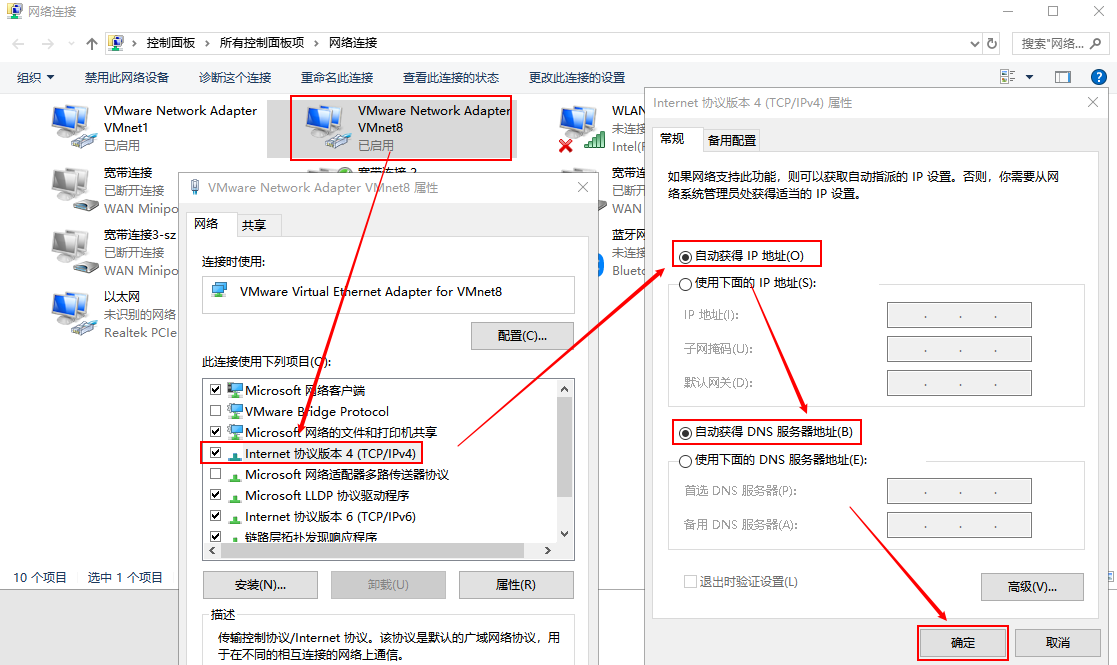 网络连接
控制面板 › 所有控制面板项 › 网络连接
搜索"网络...
组织
禁用此网络设备
诊断这个连接
重命名此连接
查看此连接的状态
更改此连接的设置
VMware Network Adapter
VMnet1
已启用
VMware Network Adapter
VMnet8
已启用
WLAN
未连接
Intel(R
宽带连接
已断开连接
WAN Minipo
宽带连接 2
宽带连
已断开
WAN
宽带连接3-sz
已断开连接
WAN Minipo
蓝牙网
未连接
Blueto
以太网
未识别的网络
Realtek PCIe
10 个项目
选中 1 个项目
VMware Network Adapter VMnet8 属性
网络
共享
连接时使用:
VMware Virtual Ethernet Adapter for VMnet8
配置(C)...
此连接使用下列项目(O):
Microsoft 网络客户端
VMware Bridge Protocol
Microsoft 网络的文件和打印机共享
Internet 协议版本 4 (TCP/IPv4)
Microsoft 网络适配器多路传送器协议
Microsoft LLDP 协议驱动程序
Internet 协议版本 6 (TCP/IPv6)
链路层拓扑发现响应程序
安装(N)...
卸载(U)
属性(R)
描述
传输控制协议/Internet 协议。该协议是默认的广域网络协议，用
于在不同的相互连接的网络上通信。
Internet 协议版本 4 (TCP/IPv4) 属性
常规
备用配置
如果网络支持此功能，则可以获取自动指派的 IP 设置。否则，你需要从网
络系统管理员处获得适当的 IP 设置。
自动获得 IP 地址(O)
使用下面的 IP 地址(S):
IP 地址(I):
子网掩码(U):
默认网关(D):
自动获得 DNS 服务器地址(B)
使用下面的 DNS 服务器地址(E):
首选 DNS 服务器(P):
备用 DNS 服务器(A):
退出时验证设置(L)
高级(V)...
确定
取消